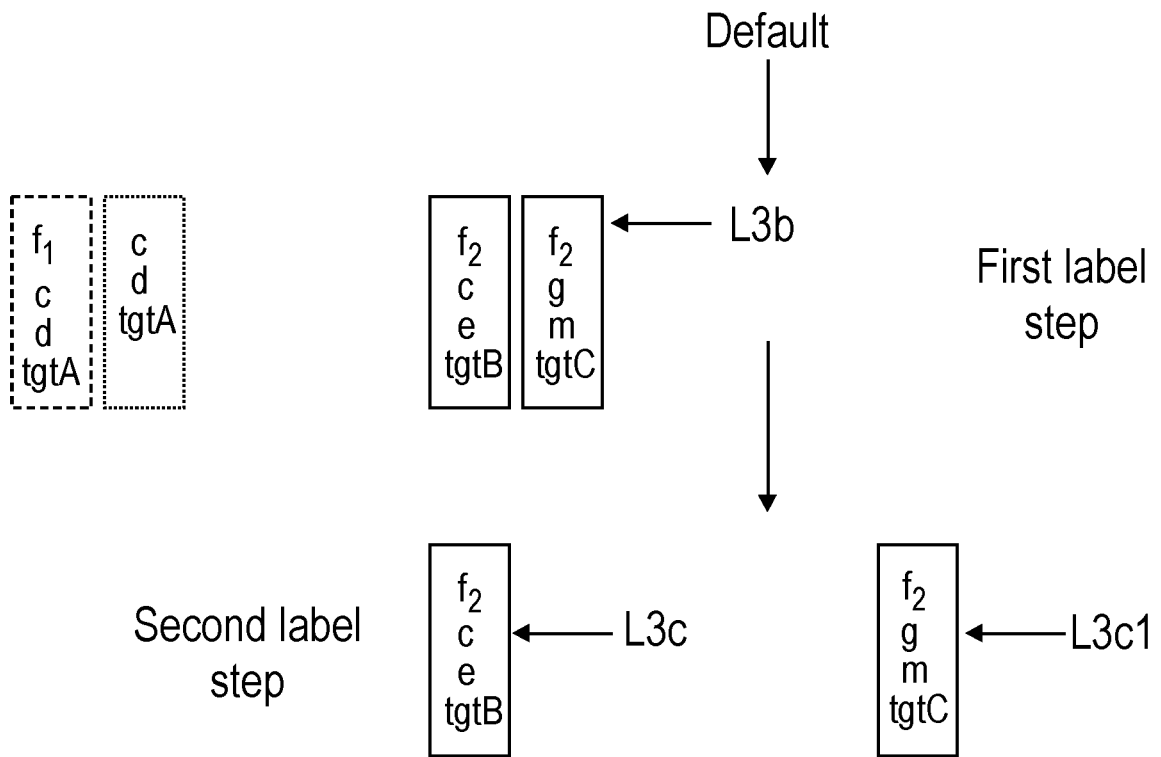 Default
f₁
c
d
tgtA
c
d
tgtA
f₂
c
e
tgtB
f₂
g
m
tgtC
L3b
First label
step
Second label
step
f₂
c
e
tgtB
L3c
f₂
g
m
tgtC
L3c1